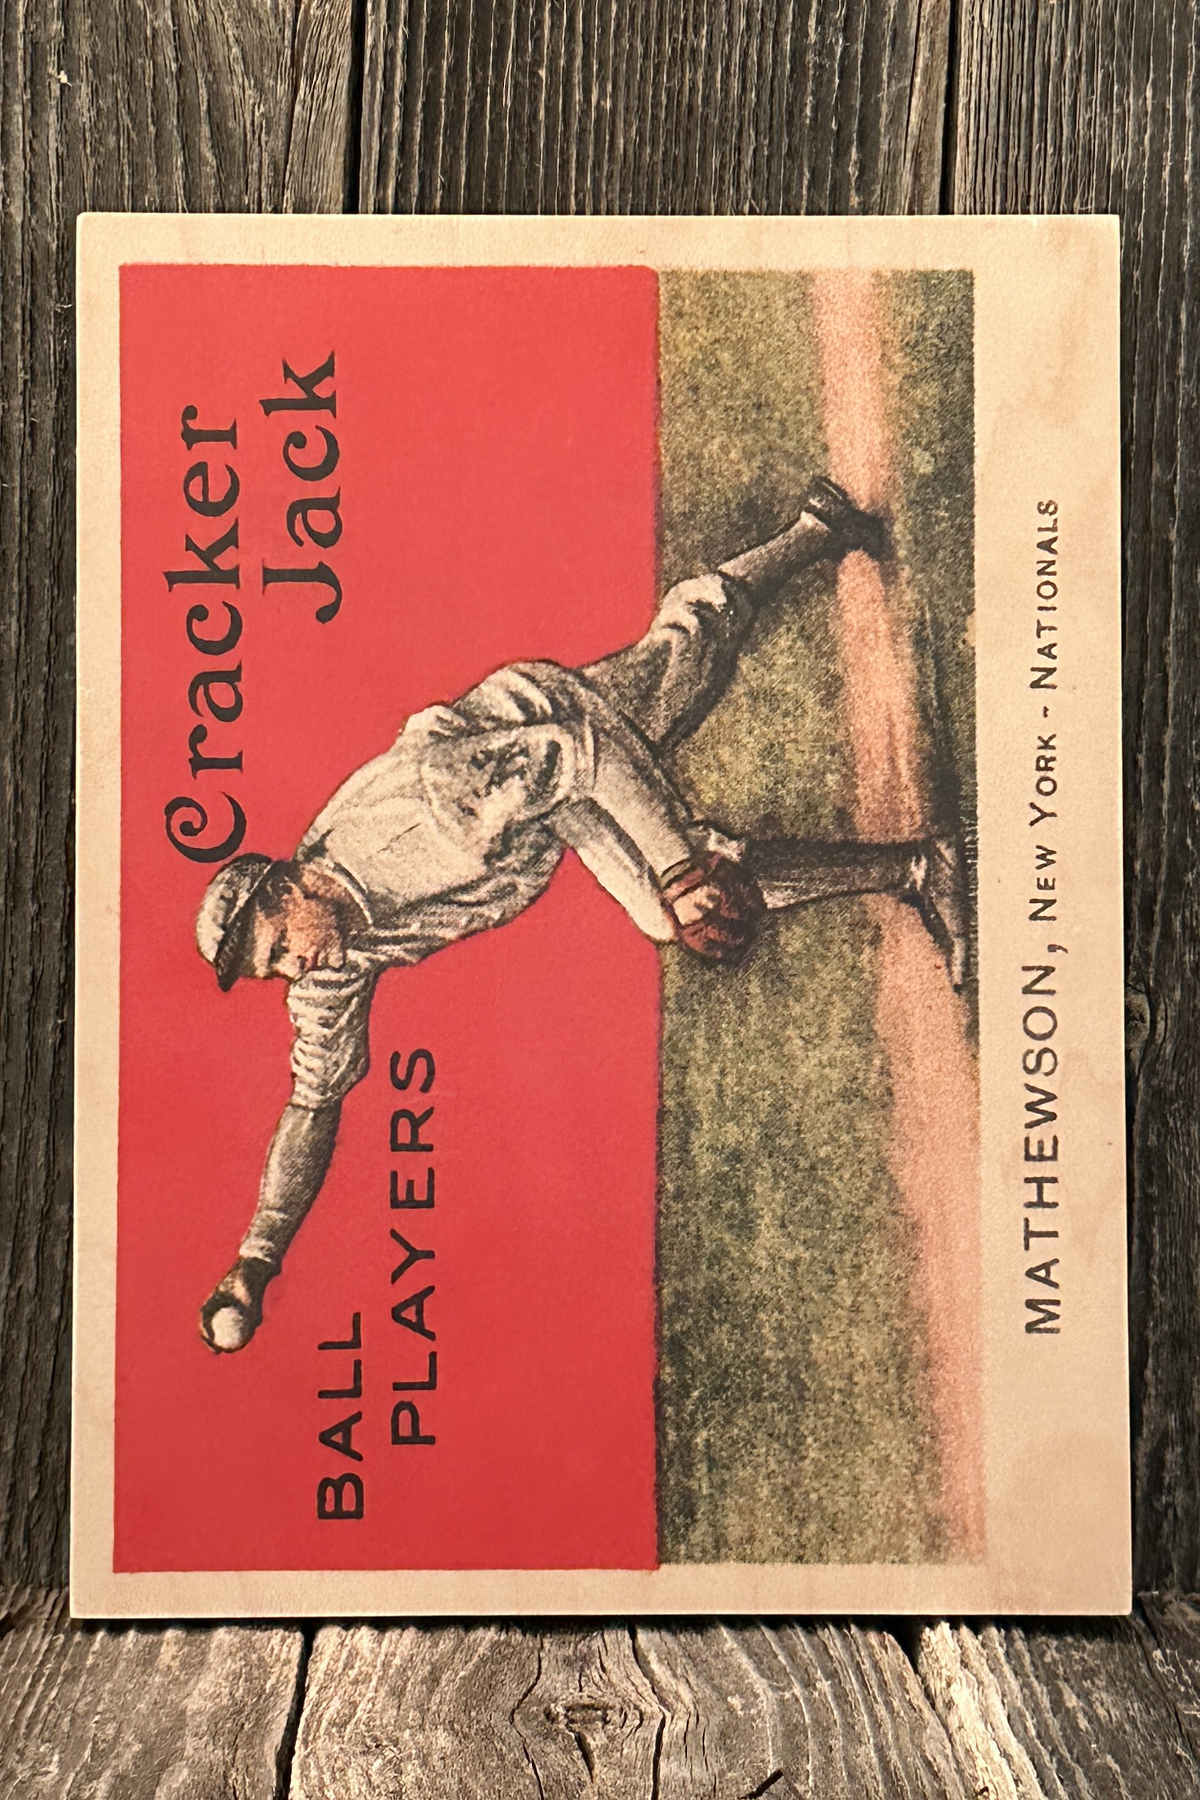 Cracker
Jack
BALL
PLAYERS
MATHEWSON, NEW YORK - NATIONALS